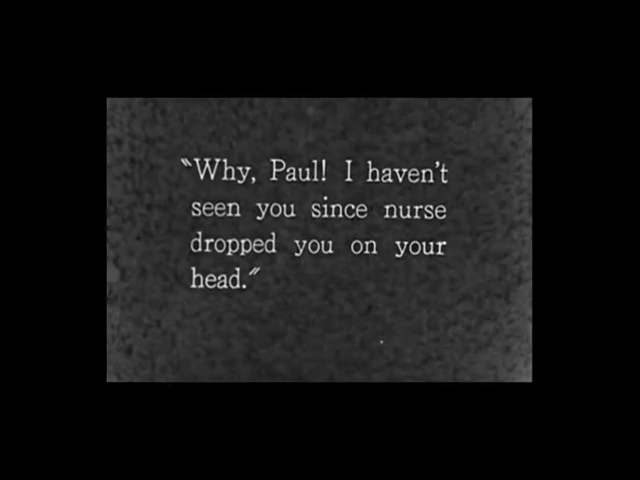 "Why, Paul! I haven't
seen you since nurse
dropped you on your
head."